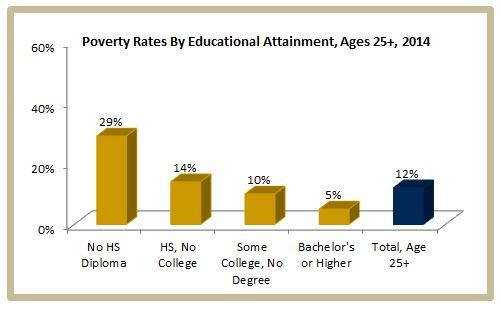 Poverty Rates By Educational Attainment, Ages 25+, 2014
60%
40%
20%
0%
29%
14%
10%
5%
12%
No HS
Diploma
HS, No
College
Some
College, No
Degree
Bachelor's
or Higher
Total, Age
25+